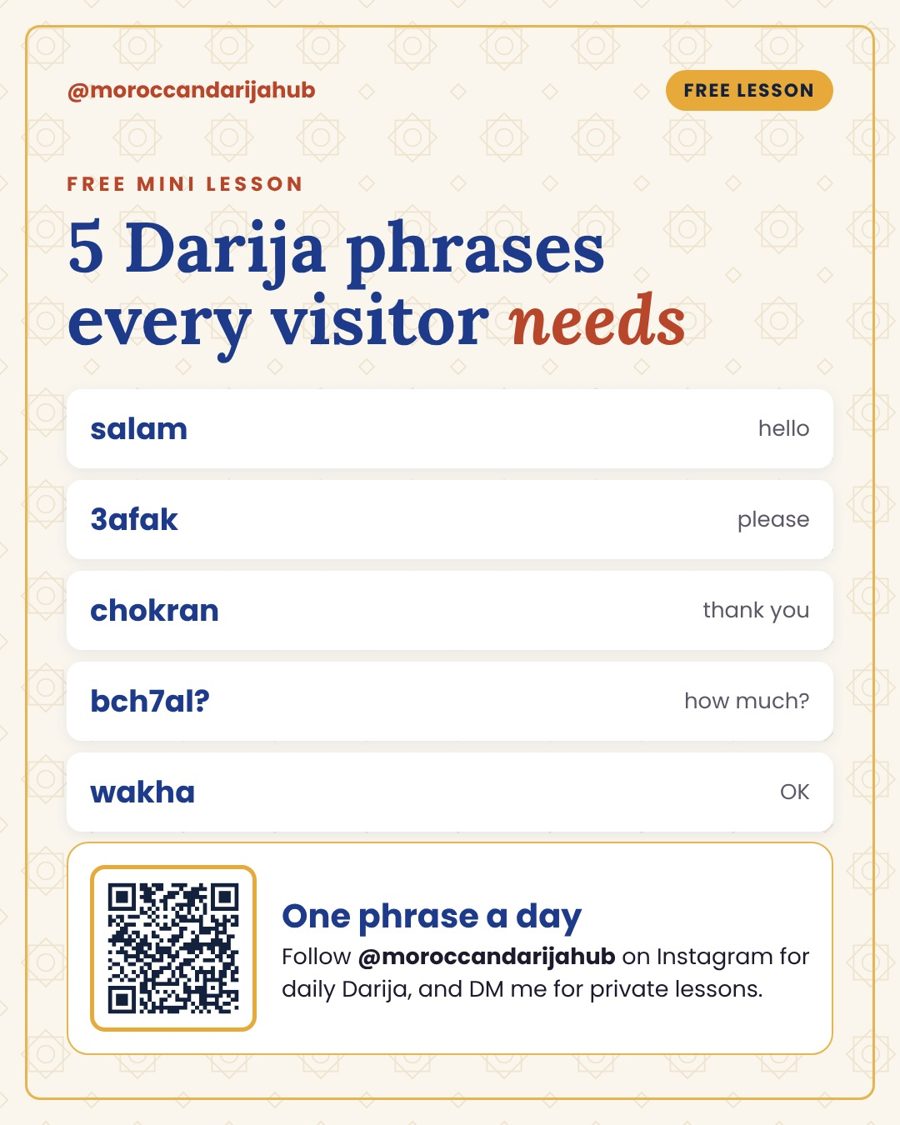 @moroccandarijahub
FREE LESSON
FREE MINI LESSON
5 Darija phrases
every visitor needs
salam
hello
3afak
please
chokran
thank you
bch7al?
how much?
wakha
OK
One phrase a day
Follow @moroccandarijahub on Instagram for
daily Darija, and DM me for private lessons.